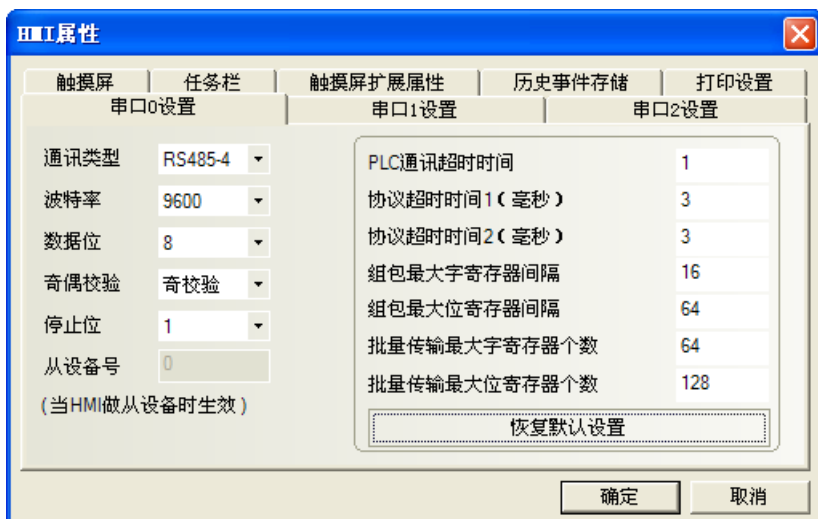 HMI属性
触摸屏 任务栏 触摸屏扩展属性 历史事件存储 打印设置
串口0设置 串口1设置 串口2设置
通讯类型 RS485-4
波特率 9600
数据位 8
奇偶校验 奇校验
停止位 1
从设备号 0
(当HMI做从设备时生效)
PLC通讯超时时间 1
协议超时时间1(毫秒) 3
协议超时时间2(毫秒) 3
组包最大字寄存器间隔 16
组包最大位寄存器间隔 64
批量传输最大字寄存器个数 64
批量传输最大位寄存器个数 128
恢复默认设置
确定 取消